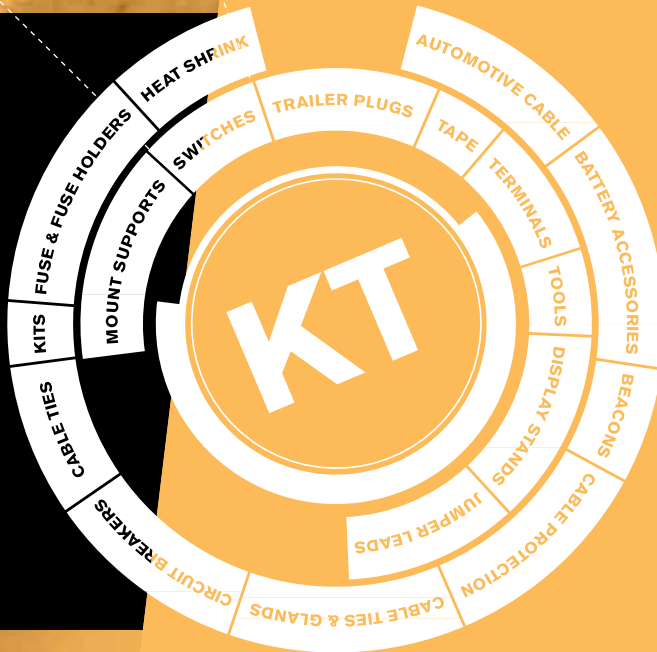 AUTOMOTIVE CABLE
BATTERY ACCESSORIES
BEACONS
CABLE PROTECTION
CABLE TIES & GLANDS
CIRCUIT BREAKERS
CABLE TIES
KITS
FUSE & FUSE HOLDERS
HEAT SHRINK
TRAILER PLUGS
TAPE
TERMINALS
TOOLS
DISPLAY STANDS
JUMPER LEADS
MOUNT SUPPORTS
SWITCHES
KT